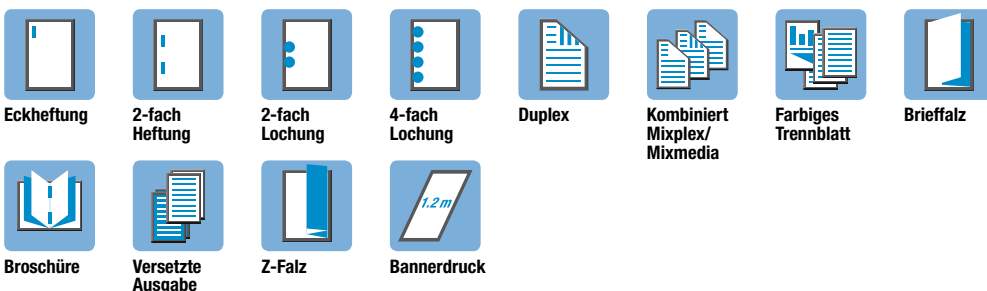 Eckheftung
2-fach
Heftung
2-fach
Lochung
4-fach
Lochung
Duplex
Kombiniert
Mixplex/
Mixmedia
Farbiges
Trennblatt
Brieffalz
1.2 m
Broschüre
Versetzte
Ausgabe
Z-Falz
Bannerdruck